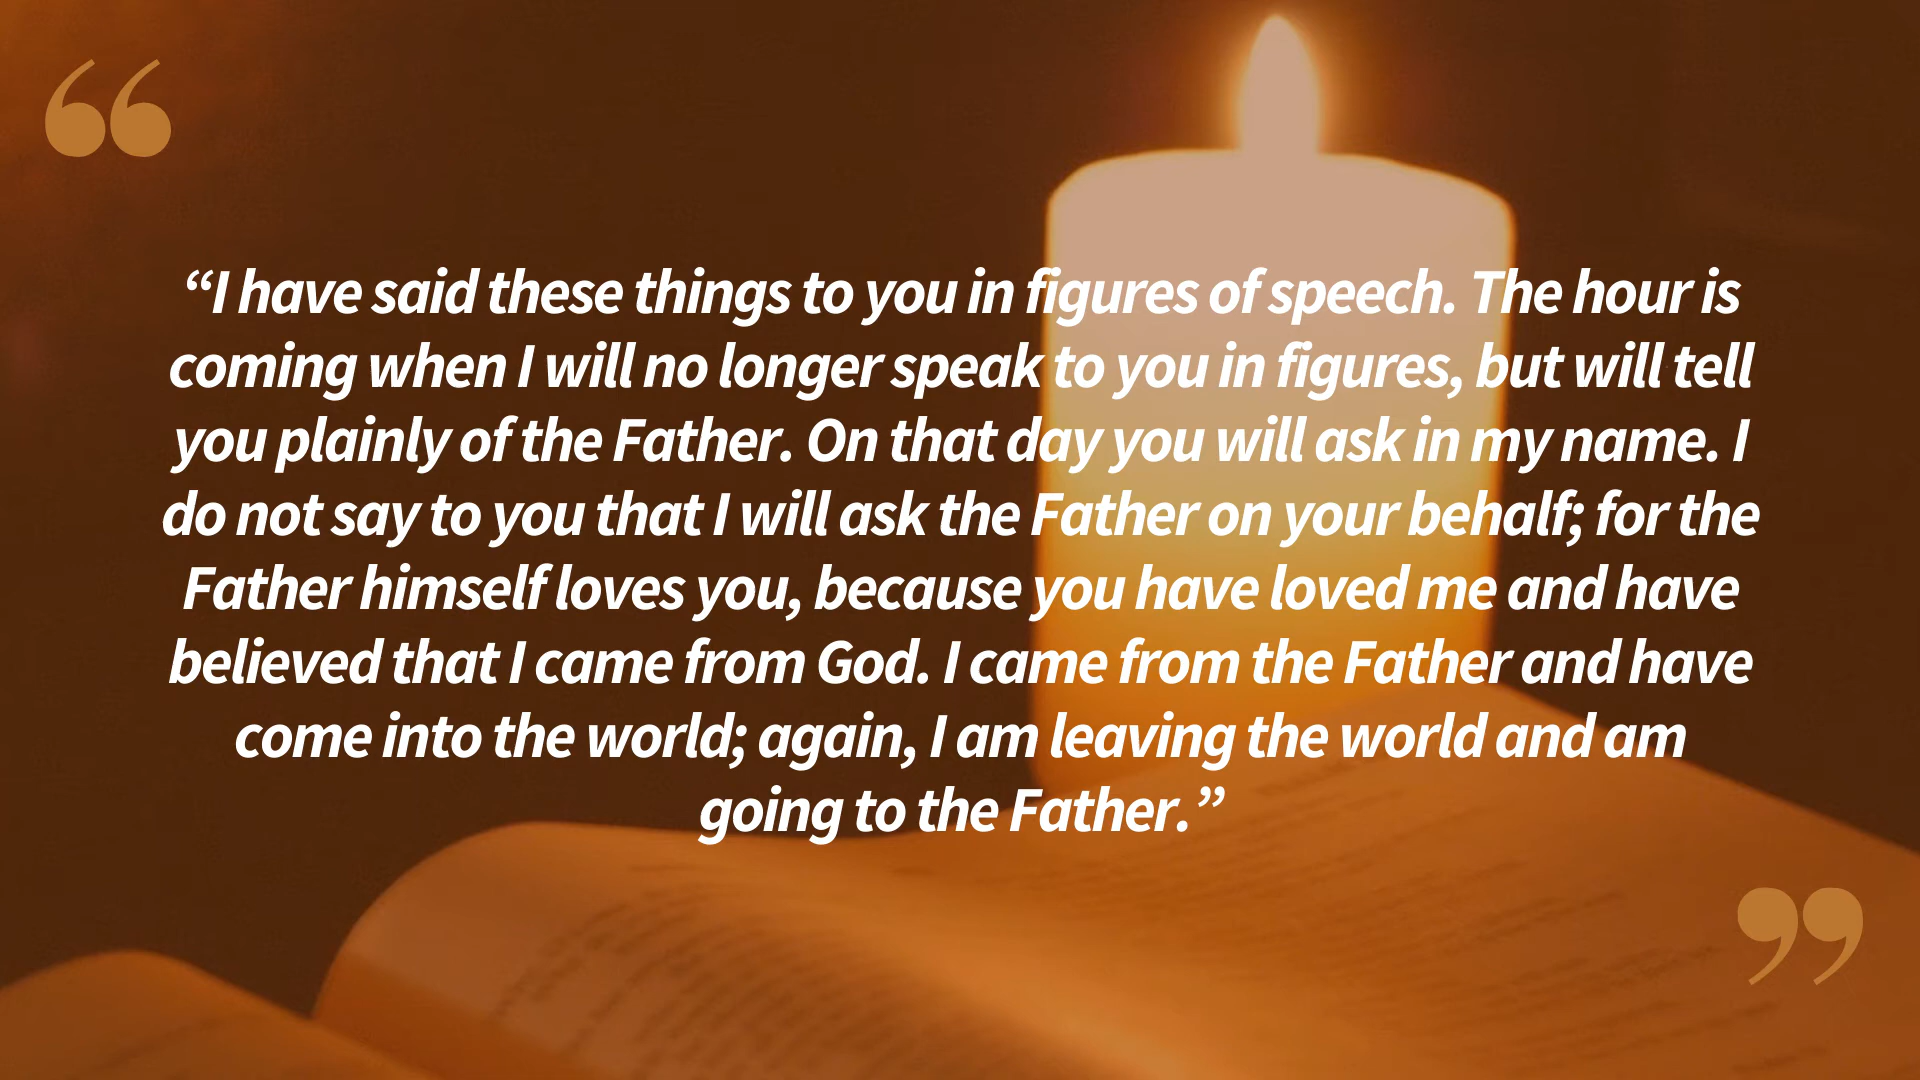 “I have said these things to you in figures of speech. The hour is
coming when I will no longer speak to you in figures, but will tell
you plainly of the Father. On that day you will ask in my name. I
do not say to you that I will ask the Father on your behalf; for the
Father himself loves you, because you have loved me and have
believed that I came from God. I came from the Father and have
come into the world; again, I am leaving the world and am
going to the Father.”